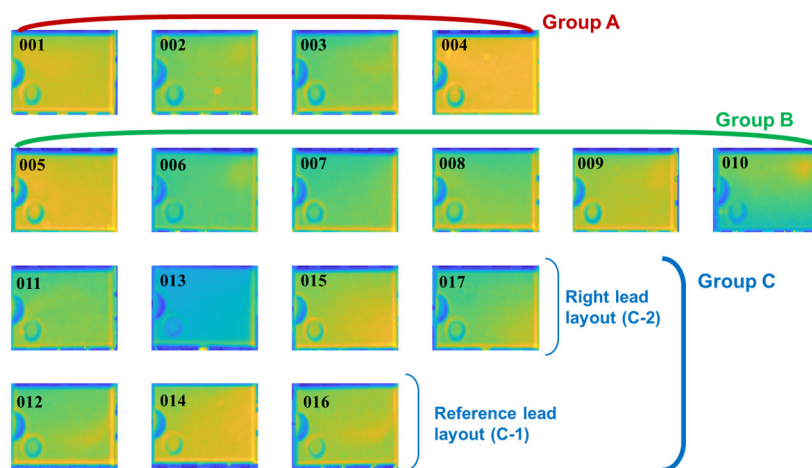 Group A
001 002 003 004
Group B
005 006 007 008 009 010
Group C
011 013 015 017
Right lead
layout (C-2)
012 014 016
Reference lead
layout (C-1)